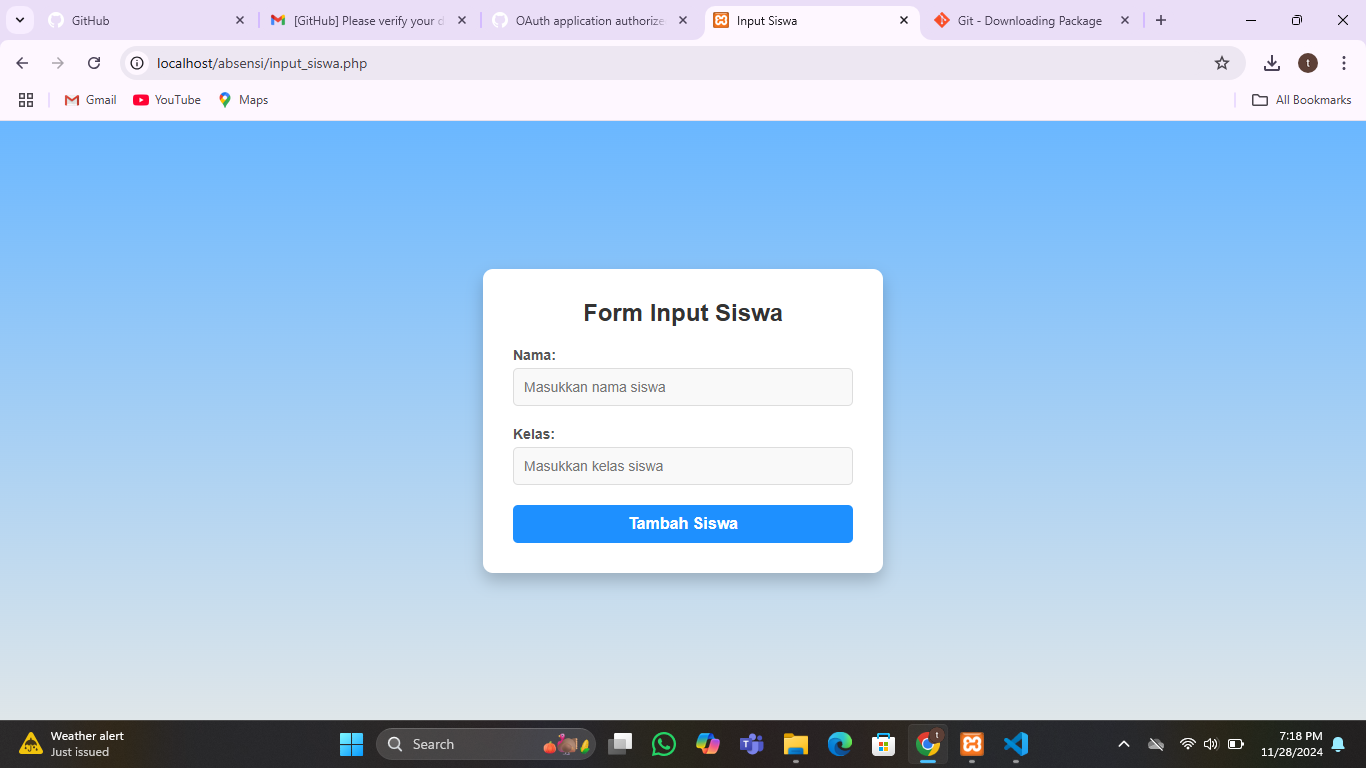 GitHub
[GitHub] Please verify your d
OAuth application authorize
Input Siswa
Git - Downloading Package
localhost/absensi/input_siswa.php
t
Gmail
YouTube
Maps
All Bookmarks
Form Input Siswa
Nama:
Masukkan nama siswa
Kelas:
Masukkan kelas siswa
Tambah Siswa
Weather alert
Just issued
Search
t
7:18 PM
11/28/2024